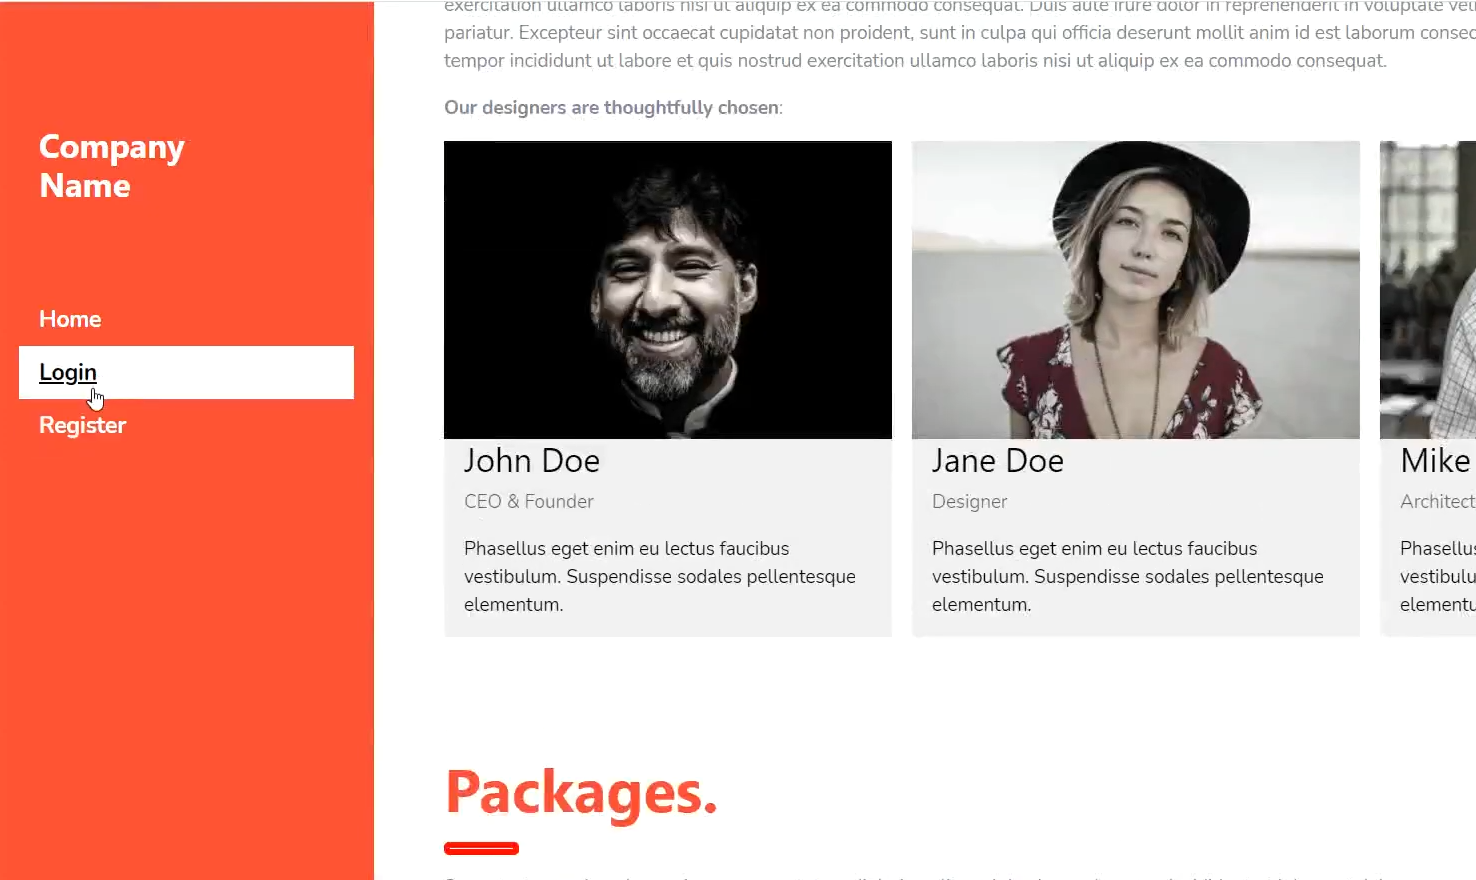 Company
Name
Home
Login
Register
exercitation ullamco laboris nisi ut aliquip ex ea commodo consequat. Duis aute irure dolor in reprehenderit in voluptate
pariatur. Excepteur sint occaecat cupidatat non proident, sunt in culpa qui officia deserunt mollit anim id est laborum
tempor incididunt ut labore et quis nostrud exercitation ullamco laboris nisi ut aliquip ex ea commodo consequat.
Our designers are thoughtfully chosen:
John Doe
CEO & Founder
Phasellus eget enim eu lectus faucibus
vestibulum. Suspendisse sodales pellentesque
elementum.
Jane Doe
Designer
Phasellus eget enim eu lectus faucibus
vestibulum. Suspendisse sodales pellentesque
elementum.
Mike
Architect
Packages.